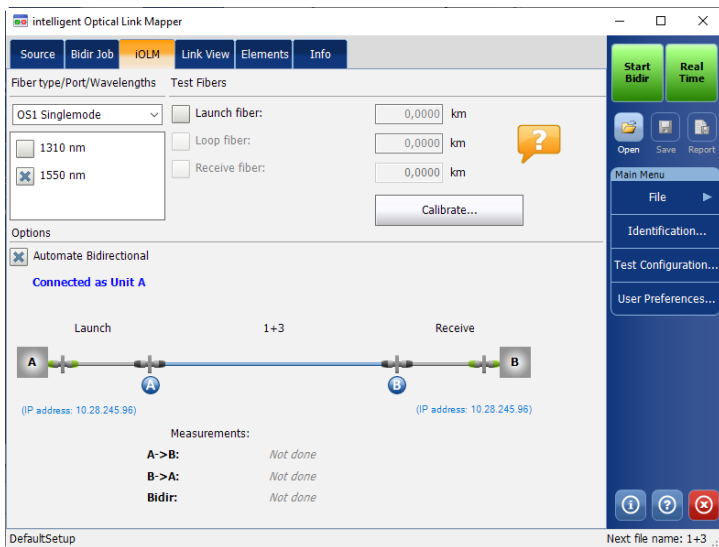 intelligent Optical Link Mapper
Source Bidir Job iOLM Link View Elements Info
Fiber type/Port/Wavelengths Test Fibers
OS1 Singlemode
1310 nm
1550 nm
Launch fiber: 0,0000 km
Loop fiber: 0,0000 km
Receive fiber: 0,0000 km
?
Calibrate...
Options
Automate Bidirectional
Connected as Unit A
Launch 1+3 Receive
A B
A B
(IP address: 10.28.245.96) (IP address: 10.28.245.96)
Measurements:
A->B: Not done
B->A: Not done
Bidir: Not done
DefaultSetup
Start Bidir
Real Time
Open Save Report
Main Menu
File
Identification...
Test Configuration...
User Preferences...
Next file name: 1+3